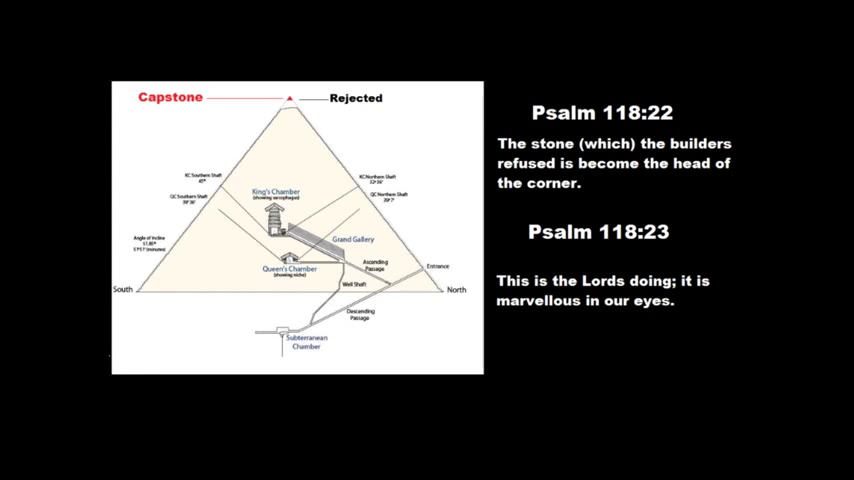 Capstone
Rejected
KC Southern Shaft
45°
KC Northern Shaft
32°36'
QC Southern Shaft
39°36'
QC Northern Shaft
39°7'
King's Chamber
(showing sarcophagus)
Angle of Incline
51.85°
51°51' (minutes)
Grand Gallery
Queen's Chamber
(showing niche)
Ascending
Passage
Entrance
Well Shaft
South
North
Descending
Passage
Subterranean
Chamber
Psalm 118:22
The stone (which) the builders
refused is become the head of
the corner.
Psalm 118:23
This is the Lords doing; it is
marvellous in our eyes.